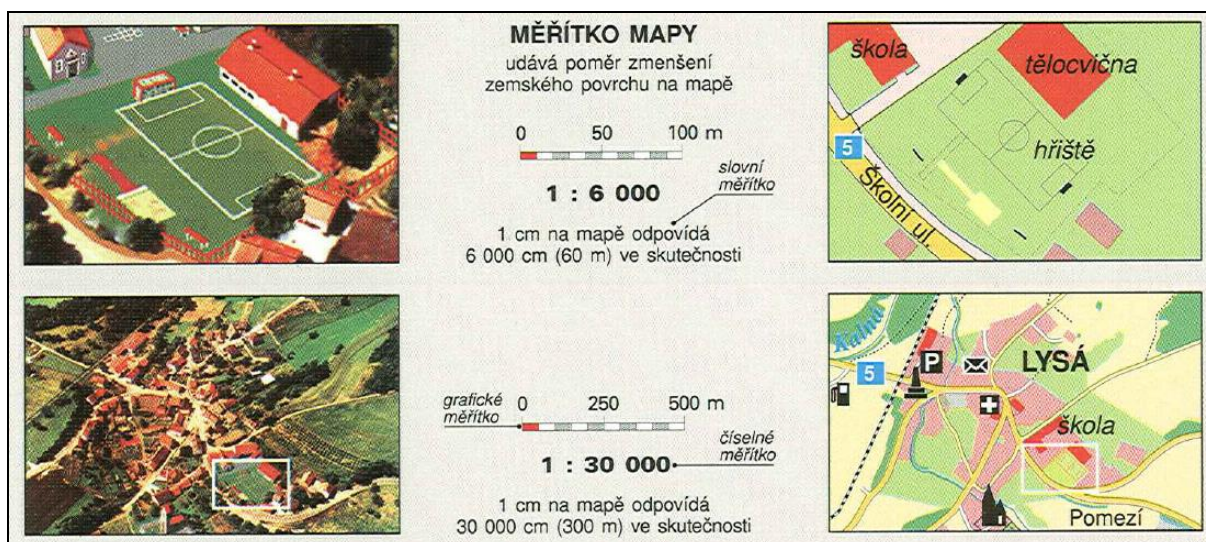 MĚŘÍTKO MAPY
udává poměr zmenšení
zemského povrchu na mapě
0 50 100 m
slovní
měřítko
1 : 6 000
1 cm na mapě odpovídá
6 000 cm (60 m) ve skutečnosti
škola
tělocvična
hřiště
5
Školní ul.
grafické
měřítko
0 250 500 m
číselné
měřítko
1 : 30 000
1 cm na mapě odpovídá
30 000 cm (300 m) ve skutečnosti
Kalná
P
LYSÁ
5
škola
Pomezí